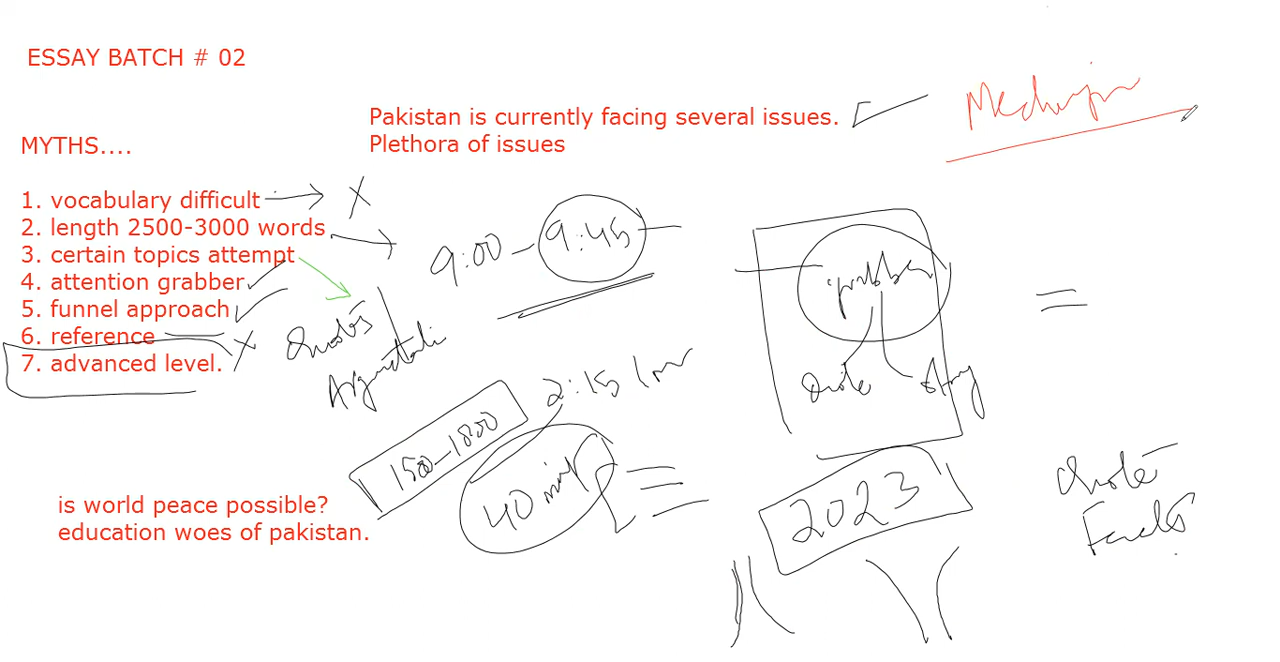 ESSAY BATCH # 02
Pakistan is currently facing several issues.
Plethora of issues
MYTHS....
1. vocabulary difficult
2. length 2500-3000 words
3. certain topics attempt
4. attention grabber
5. funnel approach
6. reference
7. advanced level.
9:00 - 9:45
Quotes
2:15
1500-1800
40 min
Quote
2023
Quote
is world peace possible?
education woes of pakistan.